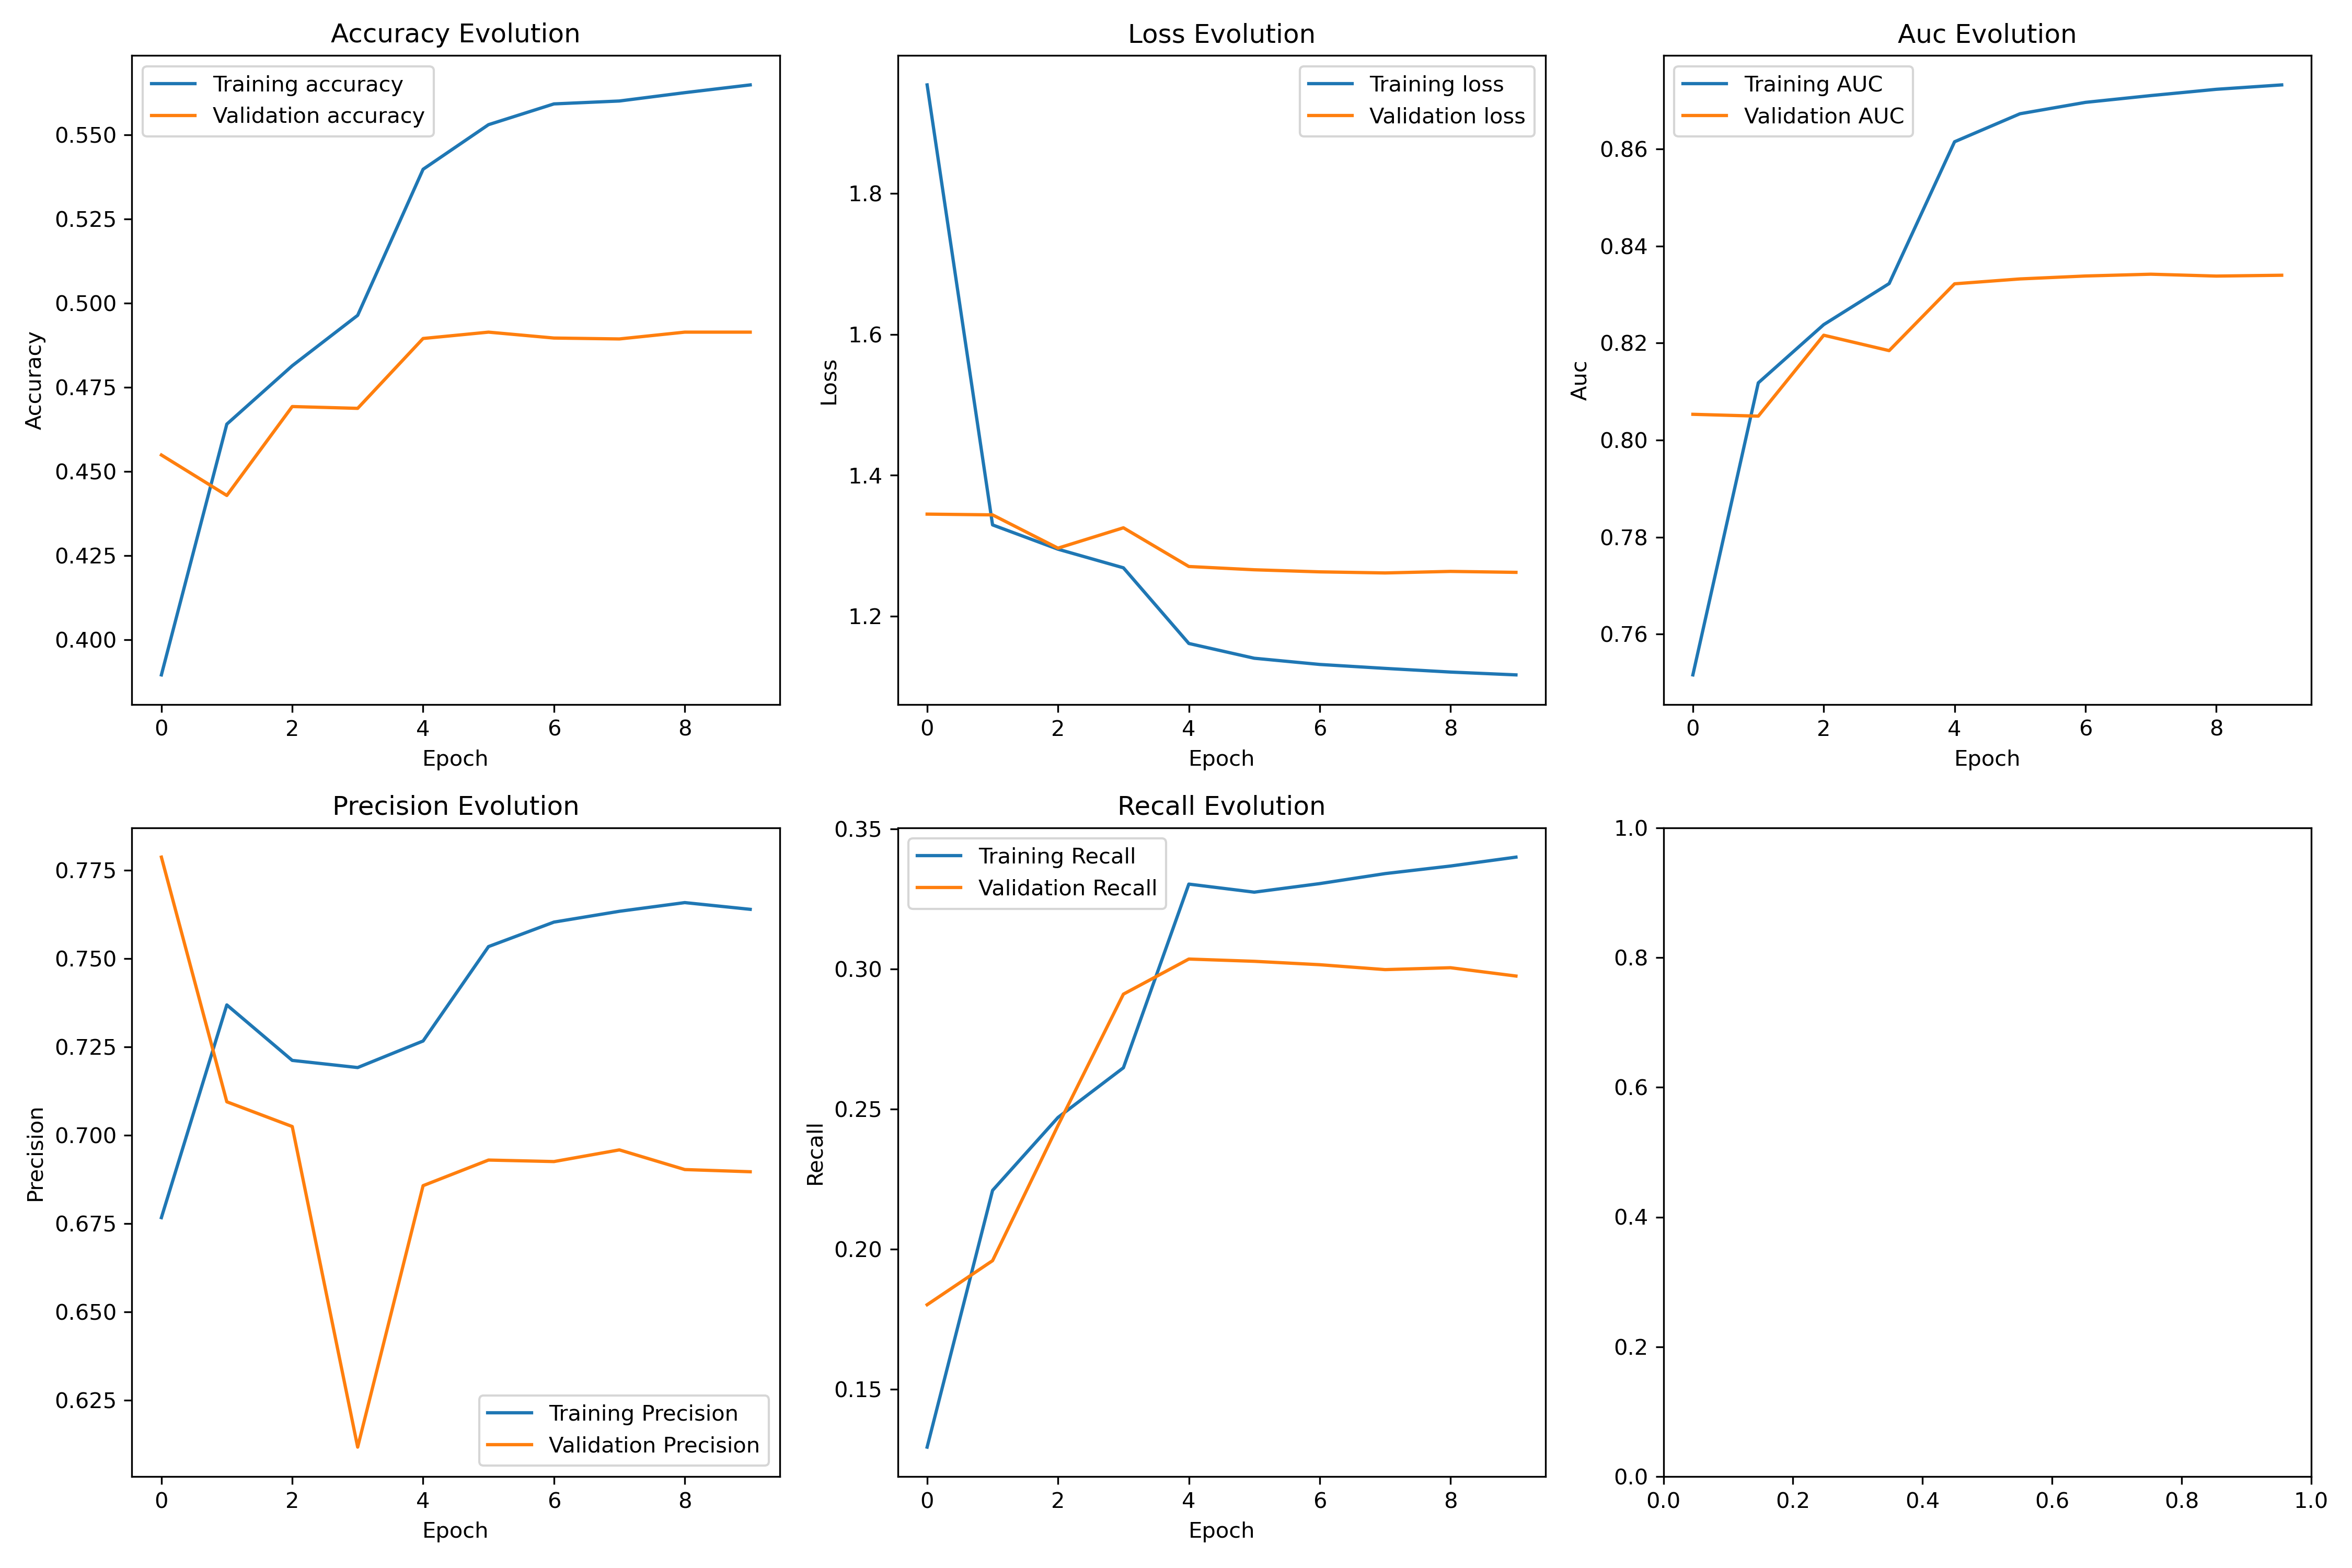 Accuracy Evolution
Training accuracy
Validation accuracy
0.550
0.525
0.500
0.475
0.450
0.425
0.400
Accuracy
0 2 4 6 8
Epoch
Loss Evolution
Training loss
Validation loss
1.8
1.6
1.4
1.2
Loss
0 2 4 6 8
Epoch
Auc Evolution
Training AUC
Validation AUC
0.86
0.84
0.82
0.80
0.78
0.76
Auc
0 2 4 6 8
Epoch
Precision Evolution
0.775
0.750
0.725
0.700
0.675
0.650
0.625
Precision
Training Precision
Validation Precision
0 2 4 6 8
Epoch
Recall Evolution
Training Recall
Validation Recall
0.35
0.30
0.25
0.20
0.15
Recall
0 2 4 6 8
Epoch
1.0
0.8
0.6
0.4
0.2
0.0
0.0 0.2 0.4 0.6 0.8 1.0